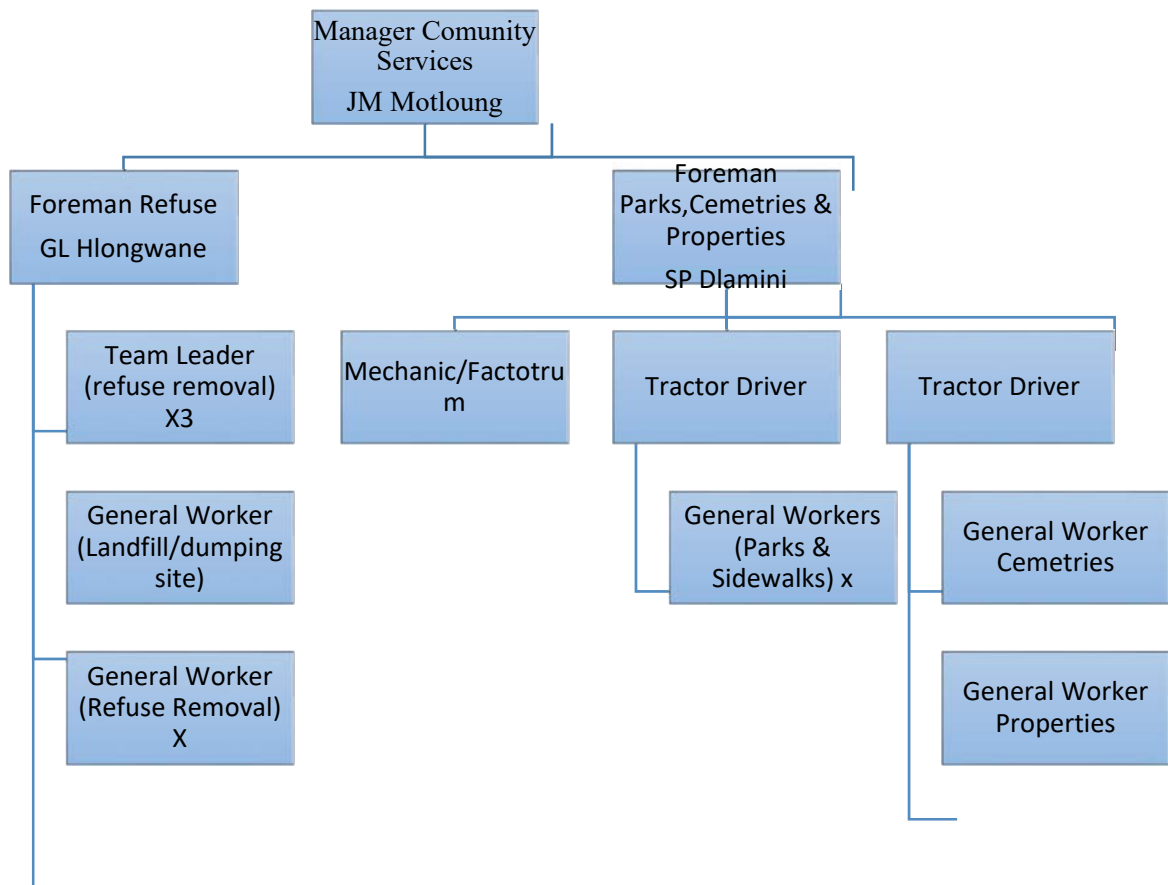 Manager Comunity
Services
JM Motloung
Foreman Refuse
GL Hlongwane
Foreman
Parks,Cemetries &
Properties
SP Dlamini
Team Leader
(refuse removal)
X3
Mechanic/Factotru
m
Tractor Driver
Tractor Driver
General Worker
(Landfill/dumping
site)
General Workers
(Parks &
Sidewalks) x
General Worker
Cemetries
General Worker
(Refuse Removal)
X
General Worker
Properties